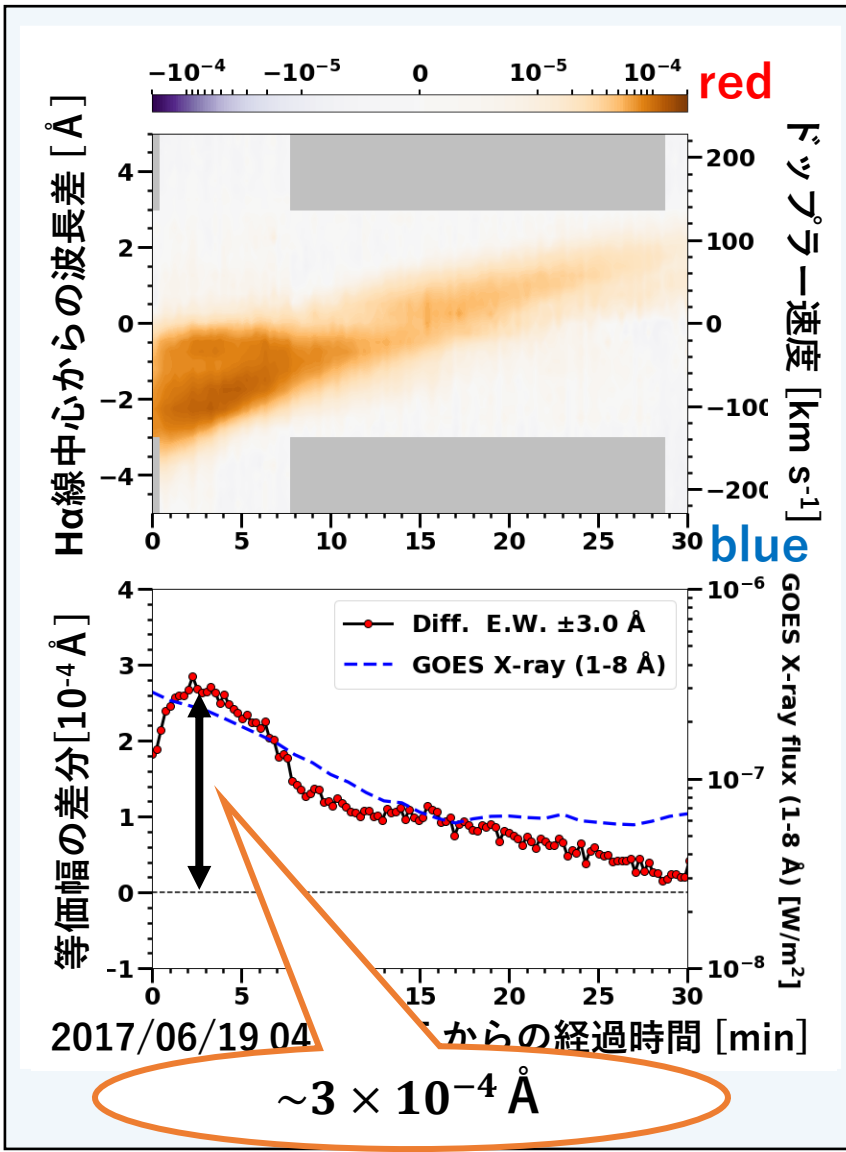 −10⁻⁴ −10⁻⁵ 0 10⁻⁵ 10⁻⁴ red
Hα線中心からの波長差 [Å]
4
2
0
−2
−4
200
100
0
−100
−200
ドップラー速度 [km s⁻¹]
0 5 10 15 20 25 30 blue
等価幅の差分[10⁻⁴ Å]
4
3
2
1
0
-1
Diff. E.W. ±3.0 Å
GOES X-ray (1-8 Å)
10⁻⁶
10⁻⁷
10⁻⁸
GOES X-ray flux (1-8 Å) [W/m²]
0 5 15 20 25 30
2017/06/19 04 からの経過時間 [min]
~3 × 10⁻⁴ Å